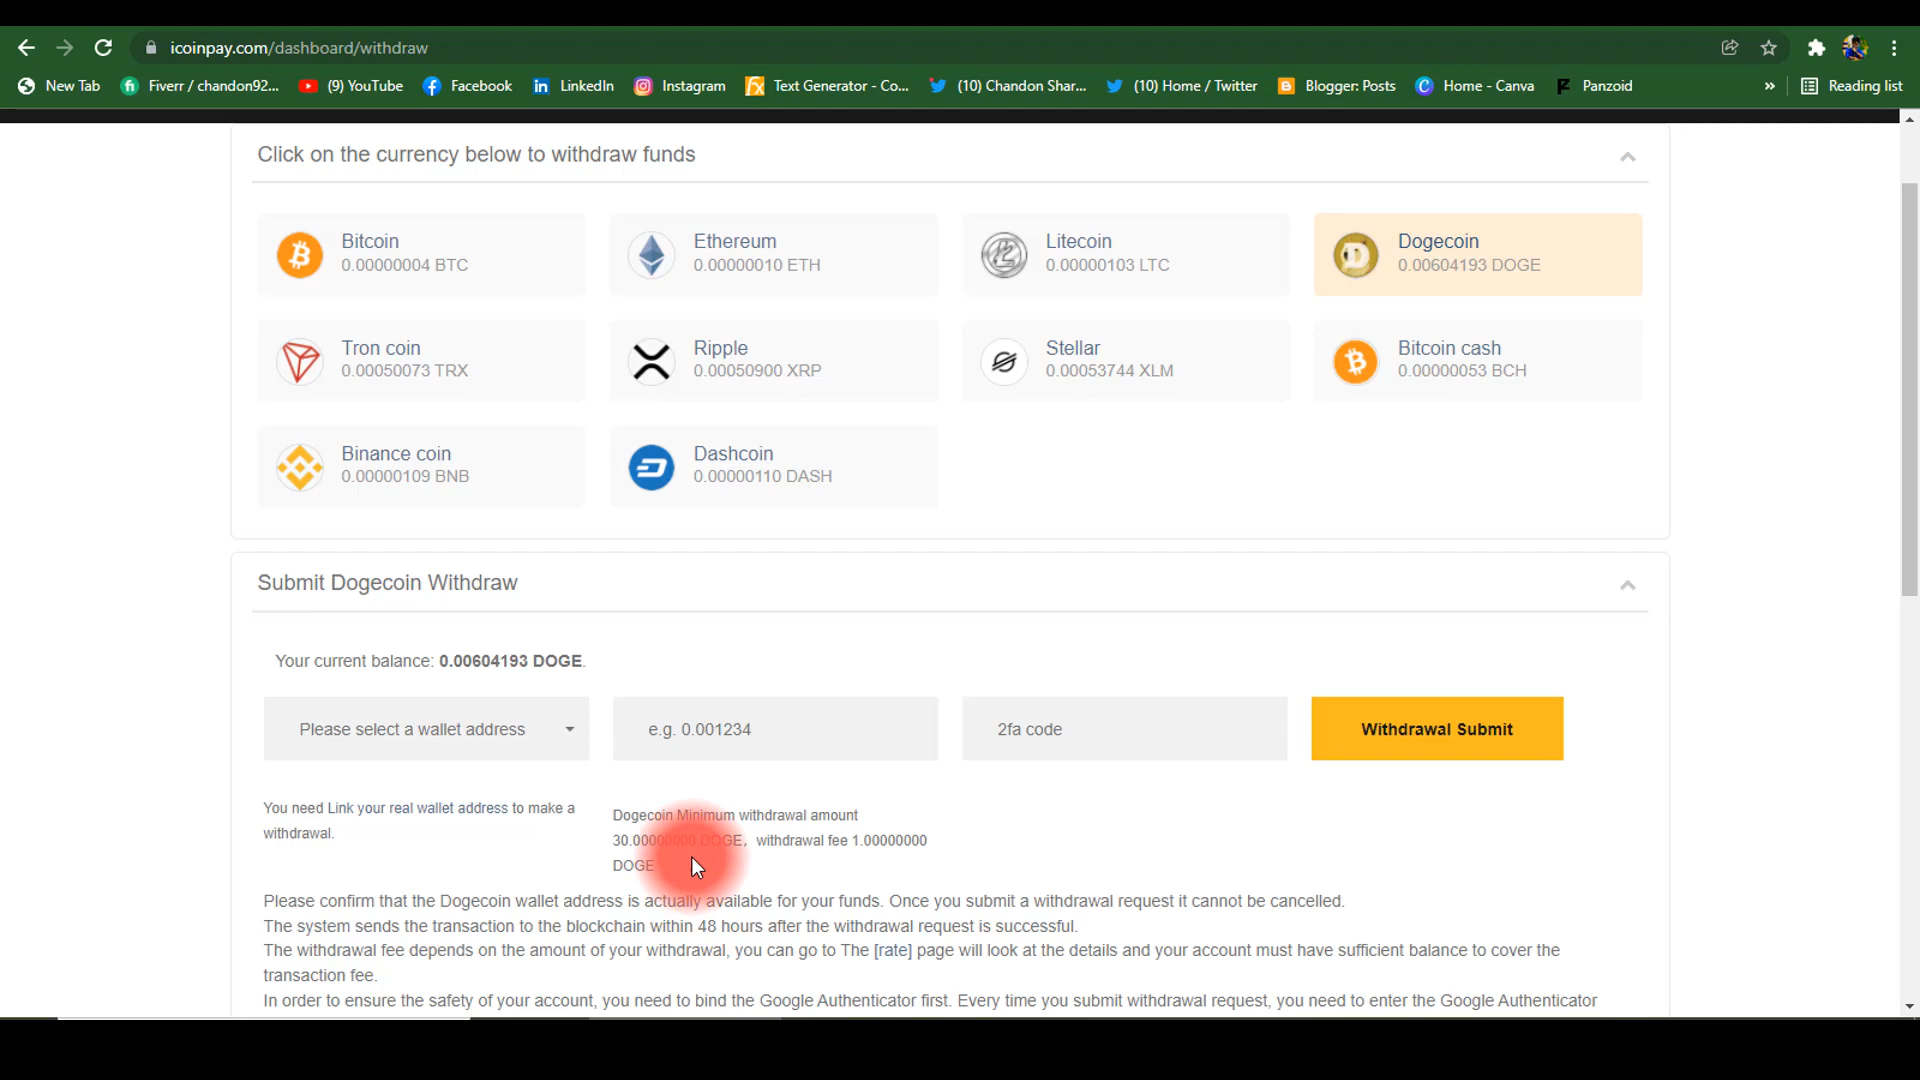 icoinpay.com/dashboard/withdraw
New Tab
Fiverr / chandon92...
(9) YouTube
Facebook
LinkedIn
Instagram
Text Generator - Co...
(10) Chandon Shar...
(10) Home / Twitter
Blogger: Posts
Home - Canva
Panzoid
»
Reading list
Click on the currency below to withdraw funds
Bitcoin
0.00000004 BTC
Ethereum
0.00000010 ETH
Litecoin
0.00000103 LTC
Dogecoin
0.00604193 DOGE
Tron coin
0.00050073 TRX
Ripple
0.00050900 XRP
Stellar
0.00053744 XLM
Bitcoin cash
0.00000053 BCH
Binance coin
0.00000109 BNB
Dashcoin
0.00000110 DASH
Submit Dogecoin Withdraw
Your current balance: 0.00604193 DOGE.
Please select a wallet address
e.g. 0.001234
2fa code
Withdrawal Submit
You need Link your real wallet address to make a
withdrawal.
Dogecoin Minimum withdrawal amount
30.00000000 DOGE，withdrawal fee 1.00000000
DOGE
Please confirm that the Dogecoin wallet address is actually available for your funds. Once you submit a withdrawal request it cannot be cancelled.
The system sends the transaction to the blockchain within 48 hours after the withdrawal request is successful.
The withdrawal fee depends on the amount of your withdrawal, you can go to The [rate] page will look at the details and your account must have sufficient balance to cover the
transaction fee.
In order to ensure the safety of your account, you need to bind the Google Authenticator first. Every time you submit withdrawal request, you need to enter the Google Authenticator